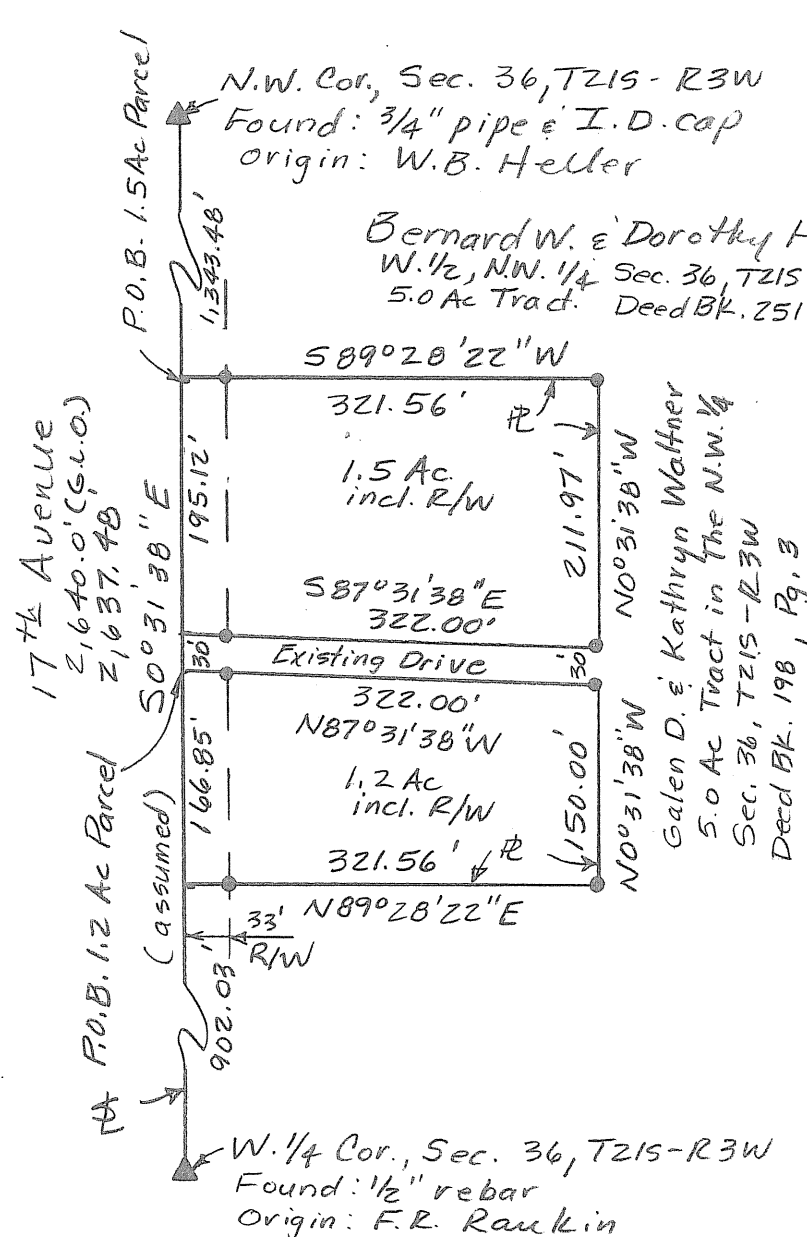 N.W. Cor., Sec. 36, T21S - R3W
Found: 3/4" pipe & I.D. cap
Origin: W.B. Heller
P.O.B. 1.5 Ac Parcel
1,343.48'
Bernard W. & Dorothy H
W. 1/2, N.W. 1/4 Sec. 36, T21S
5.0 Ac Tract. Deed Bk. 251
S89°28'22"W
321.56'
PL
1.5 Ac.
incl. R/W
195.12'
211.97'
N0°31'38"W
17th Avenue
2,640.0' (G.L.O.)
2,637.48
S0°31'38"E
(assumed)
S87°31'38"E
322.00'
30'
Existing Drive
30'
322.00'
N87°31'38"W
1.2 Ac
incl. R/W
166.85'
150.00'
N0°31'38"W
Galen D. & Kathryn Waltner
5.0 Ac Tract in The N.W. 1/4
Sec. 36, T21S-R3W
Deed Bk. 198, Pg. 3
321.56'
PL
N89°28'22"E
33'
R/W
P.O.B. 1.2 Ac Parcel
902.03'
W. 1/4 Cor., Sec. 36, T21S-R3W
Found: 1/2" rebar
Origin: F.R. Rankin